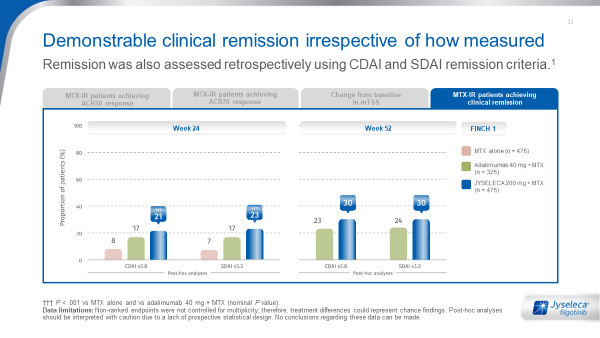 11
Demonstrable clinical remission irrespective of how measured
Remission was also assessed retrospectively using CDAI and SDAI remission criteria.1
MTX-IR patients achieving
ACR50 response
MTX-IR patients achieving
ACR70 response
Change from baseline
in mTSS
MTX-IR patients achieving
clinical remission
Week 24
Week 52
FINCH 1
Proportion of patients (%)
100
80
60
40
20
0
8
17
†††
21
7
17
†††
23
23
30
24
30
CDAI ≤2.8
SDAI ≤3.3
CDAI ≤2.8
SDAI ≤3.3
Post-hoc analyses
Post-hoc analyses
MTX alone (n = 475)
Adalimumab 40 mg + MTX
(n = 325)
JYSELECA 200 mg + MTX
(n = 475)
††† P < .001 vs MTX alone and vs adalimumab 40 mg + MTX (nominal P value).
Data limitations: Non-ranked endpoints were not controlled for multiplicity; therefore, treatment differences could represent chance findings. Post-hoc analyses
should be interpreted with caution due to a lack of prospective statistical design. No conclusions regarding these data can be made.
Jyseleca
filgotinib